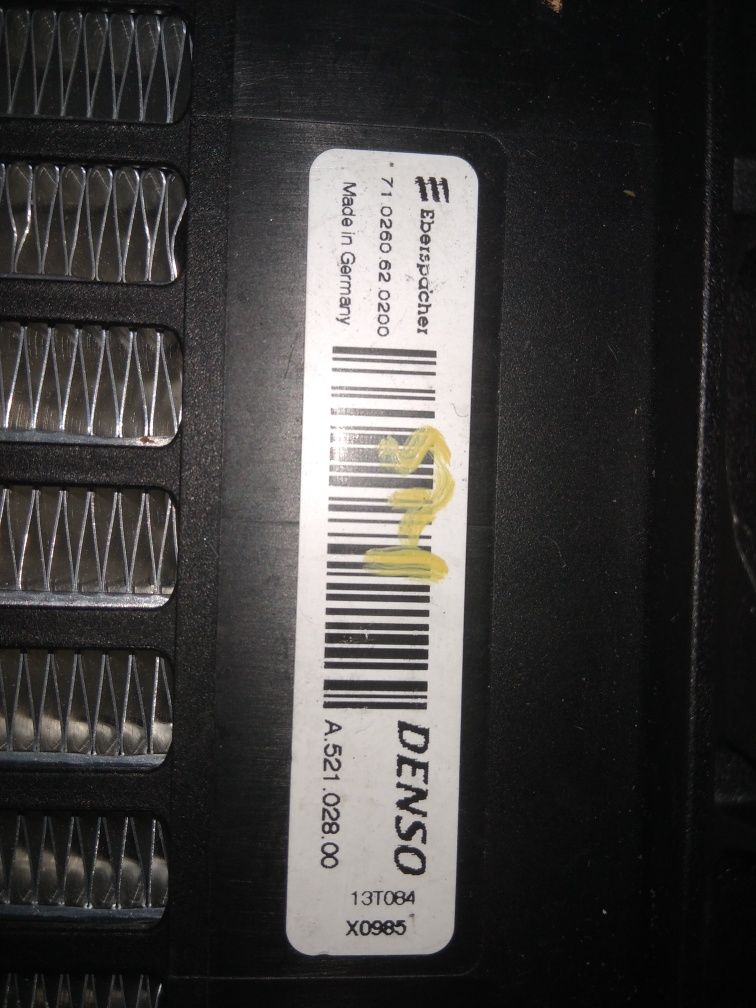 Eberspächer
71.0260.62.0200
Made in Germany
DENSO
A.521.028.00
13T084
X0985